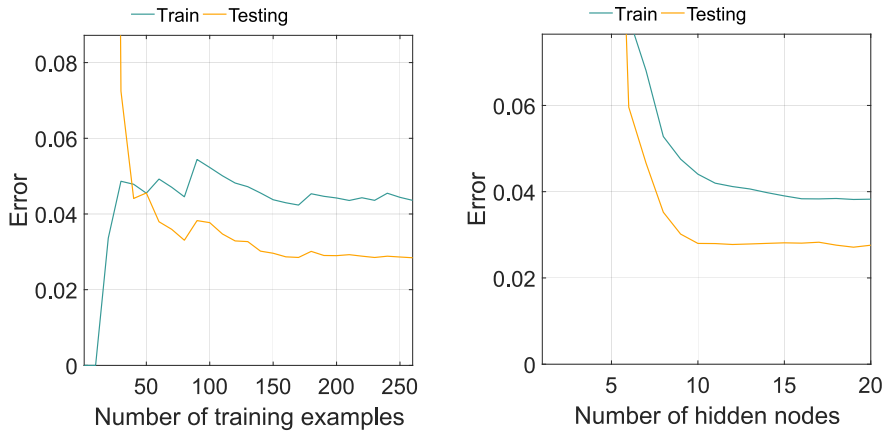 Train Testing
0.08
0.06
0.04
0.02
0
Error
50 100 150 200 250
Number of training examples
Train Testing
0.06
0.04
0.02
0
Error
5 10 15 20
Number of hidden nodes